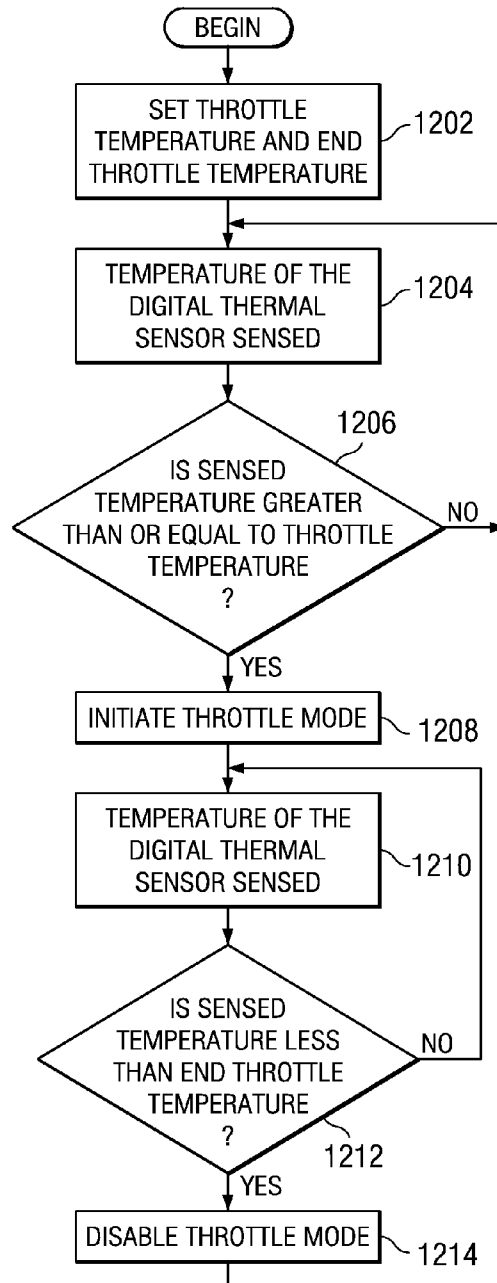 BEGIN
SET THROTTLE
TEMPERATURE AND END
THROTTLE TEMPERATURE
1202
TEMPERATURE OF THE
DIGITAL THERMAL
SENSOR SENSED
1204
1206
IS SENSED
TEMPERATURE GREATER
THAN OR EQUAL TO THROTTLE
TEMPERATURE
?
NO
YES
INITIATE THROTTLE MODE
1208
TEMPERATURE OF THE
DIGITAL THERMAL
SENSOR SENSED
1210
IS SENSED
TEMPERATURE LESS
THAN END THROTTLE
TEMPERATURE
?
NO
1212
YES
DISABLE THROTTLE MODE
1214